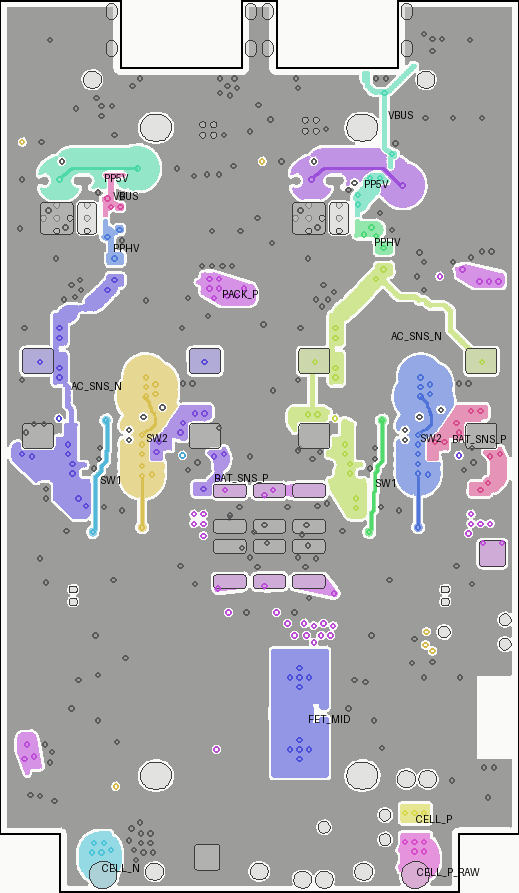 VBUS
PP5V
VBUS
PP5V
PPHV
PPHV
PACK_P
AC_SNS_N
AC_SNS_N
SW2
SW2
BAT_SNS_P
BAT_SNS_P
SW1
SW1
FET_MID
CELL_P
CELL_N
CELL_P_RAW